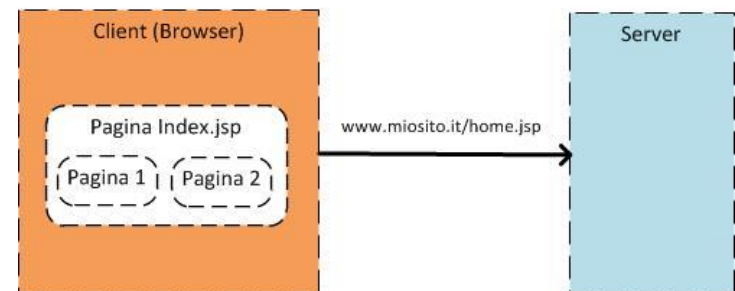 Client (Browser)
Server
Pagina Index.jsp
www.miosito.it/home.jsp
Pagina 1
Pagina 2